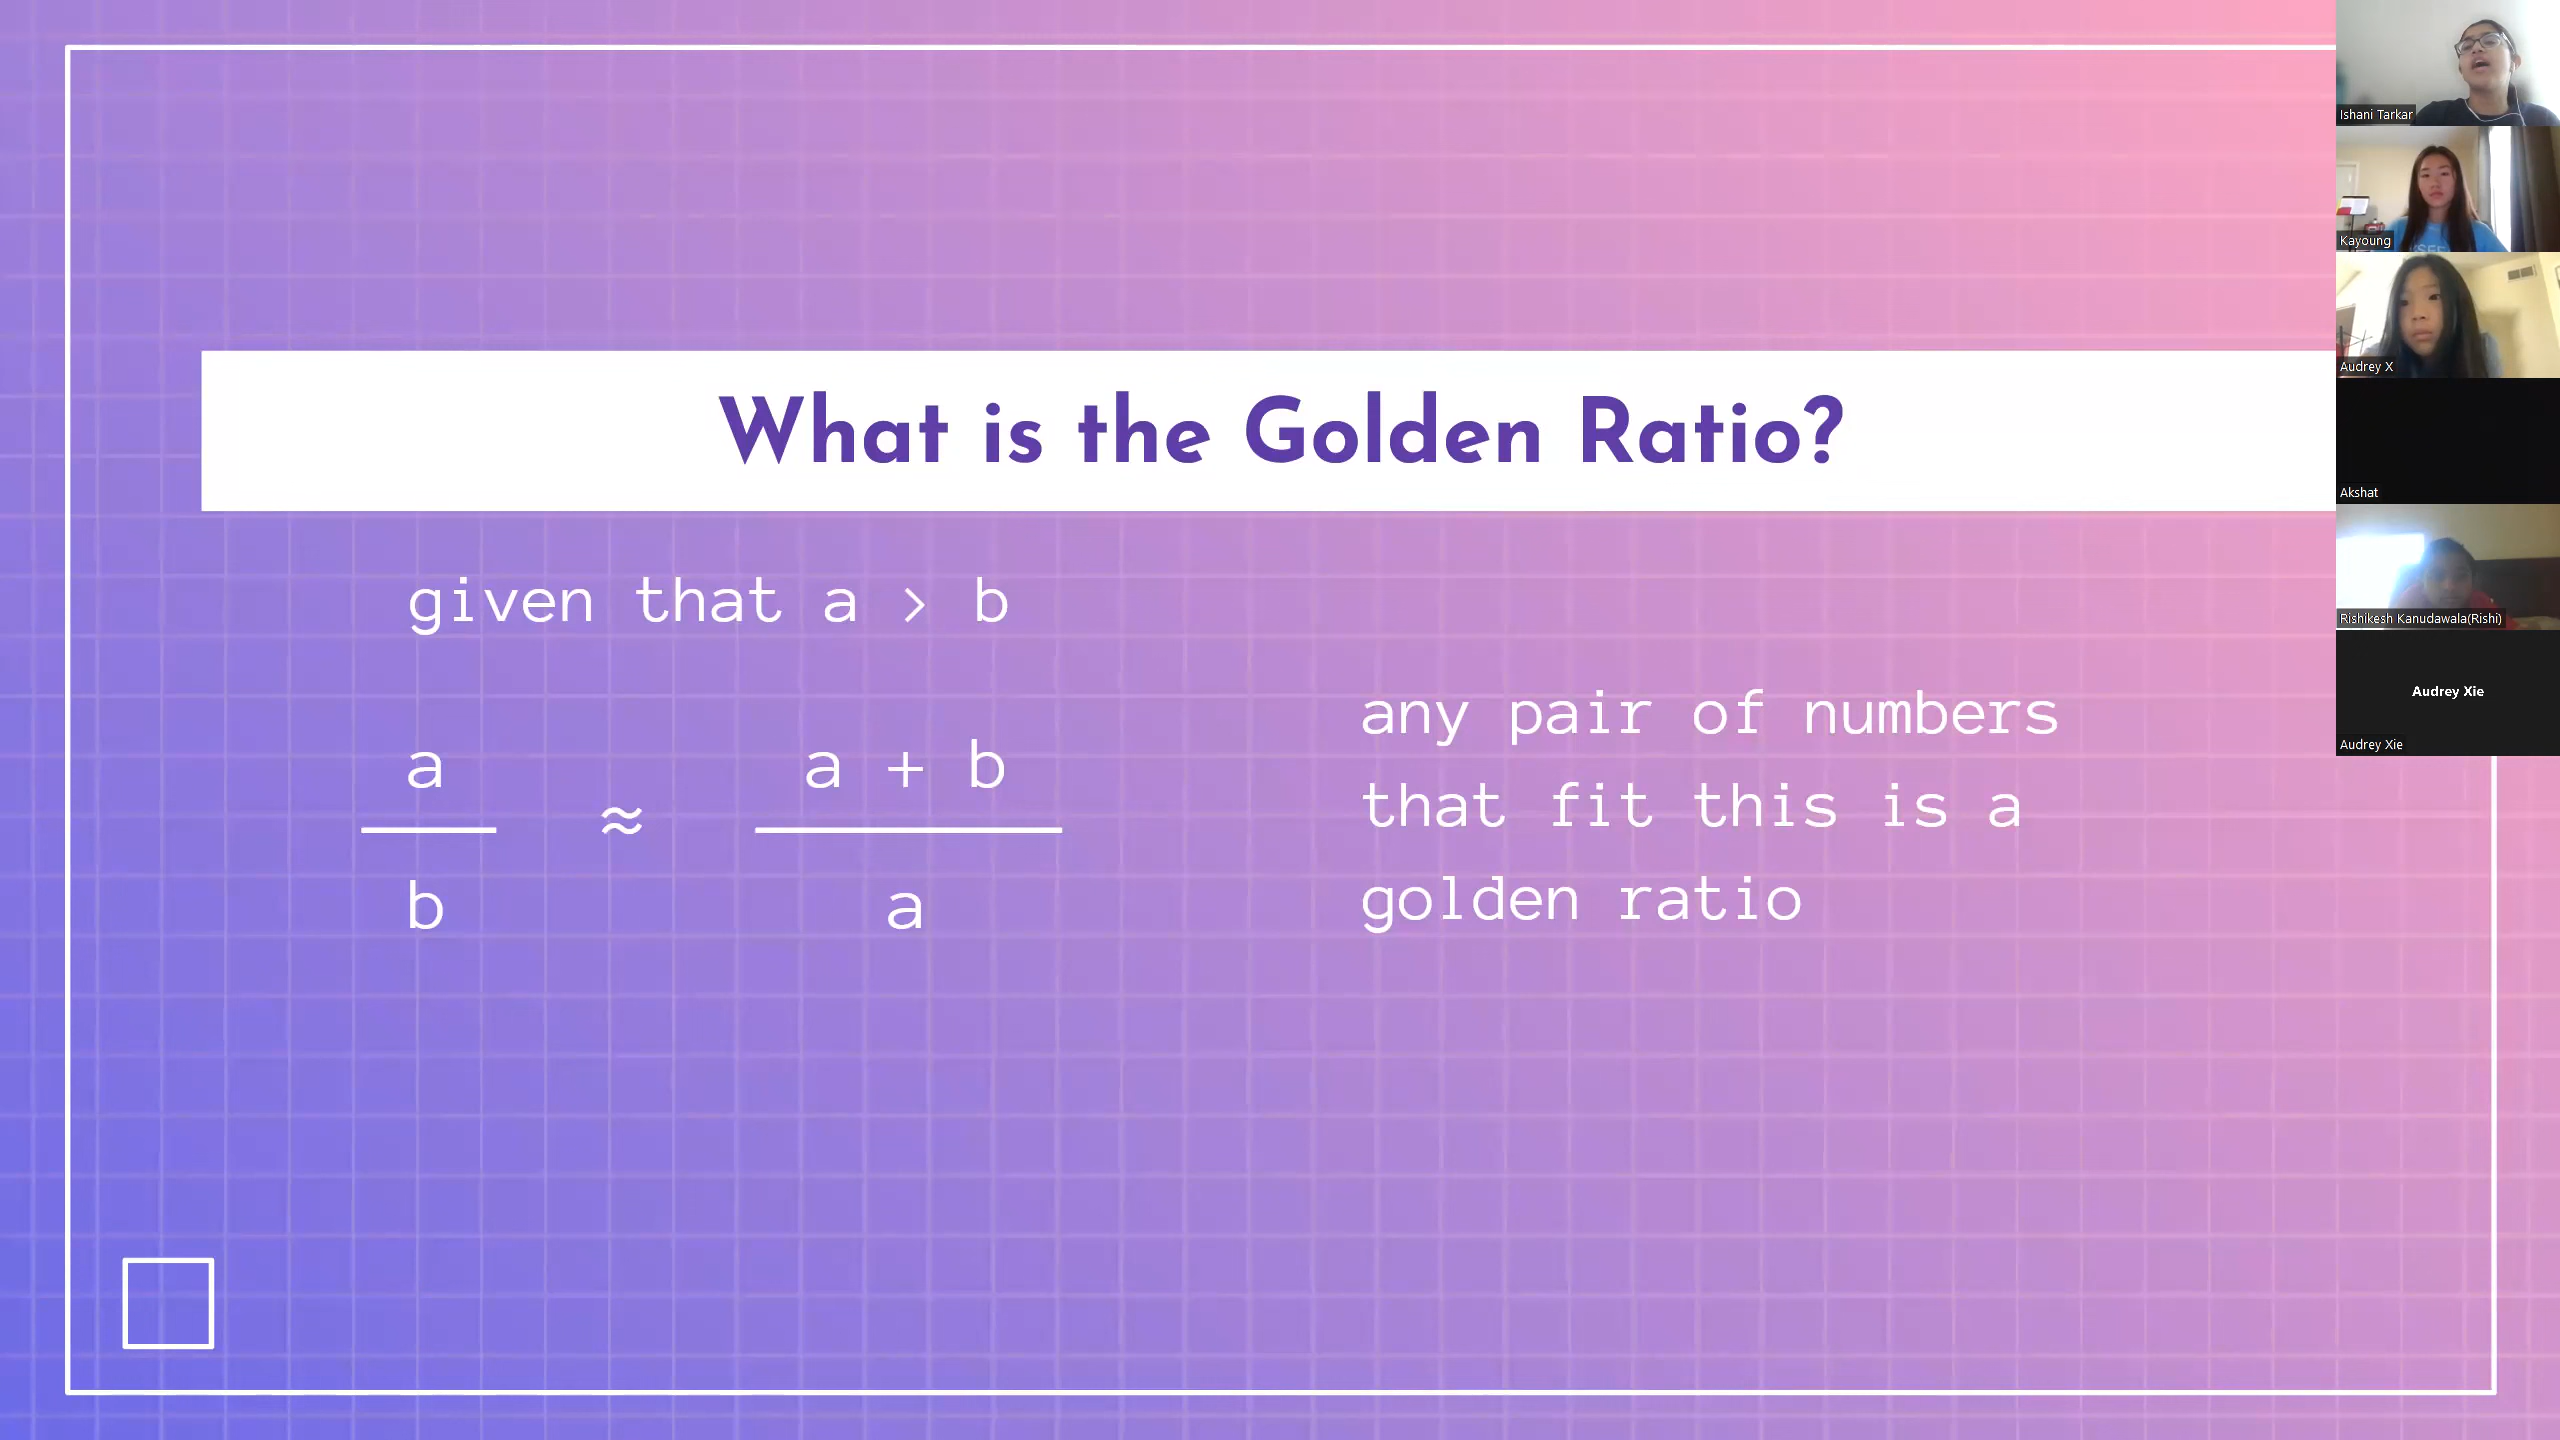 What is the Golden Ratio?
given that a > b
a
b
≈
a + b
a
any pair of numbers
that fit this is a
golden ratio
Ishani Tarkar
Kayoung
Audrey X
Akshat
Rishikesh Kanudawala(Rishi)
Audrey Xie
Audrey Xie